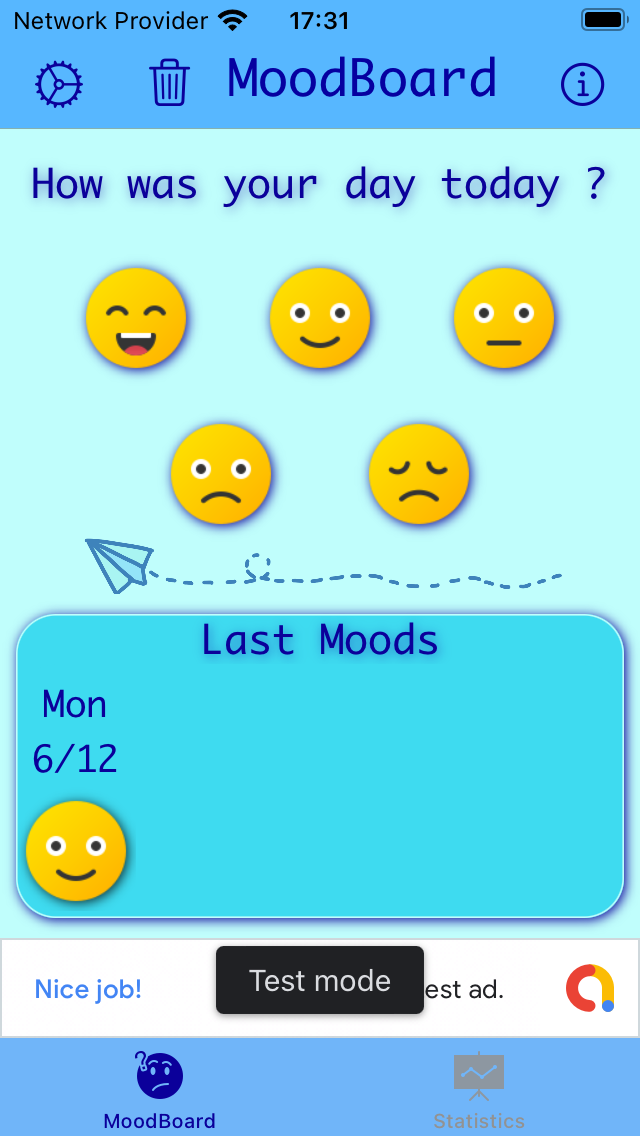 Network Provider 17:31
MoodBoard
How was your day today ?
Last Moods
Mon
6/12
Nice job! Test mode est ad.
MoodBoard Statistics